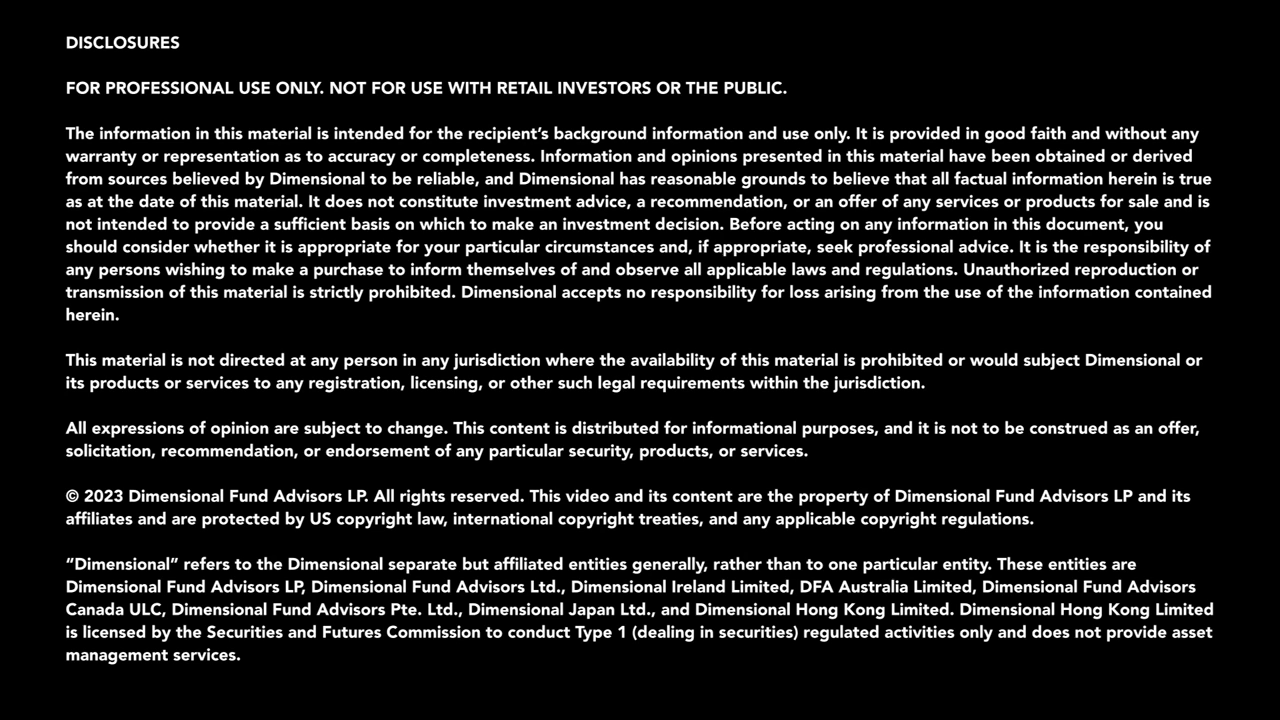 DISCLOSURES
FOR PROFESSIONAL USE ONLY. NOT FOR USE WITH RETAIL INVESTORS OR THE PUBLIC.
The information in this material is intended for the recipient’s background information and use only. It is provided in good faith and without any
warranty or representation as to accuracy or completeness. Information and opinions presented in this material have been obtained or derived
from sources believed by Dimensional to be reliable, and Dimensional has reasonable grounds to believe that all factual information herein is true
as at the date of this material. It does not constitute investment advice, a recommendation, or an offer of any services or products for sale and is
not intended to provide a sufficient basis on which to make an investment decision. Before acting on any information in this document, you
should consider whether it is appropriate for your particular circumstances and, if appropriate, seek professional advice. It is the responsibility of
any persons wishing to make a purchase to inform themselves of and observe all applicable laws and regulations. Unauthorized reproduction or
transmission of this material is strictly prohibited. Dimensional accepts no responsibility for loss arising from the use of the information contained
herein.
This material is not directed at any person in any jurisdiction where the availability of this material is prohibited or would subject Dimensional or
its products or services to any registration, licensing, or other such legal requirements within the jurisdiction.
All expressions of opinion are subject to change. This content is distributed for informational purposes, and it is not to be construed as an offer,
solicitation, recommendation, or endorsement of any particular security, products, or services.
© 2023 Dimensional Fund Advisors LP. All rights reserved. This video and its content are the property of Dimensional Fund Advisors LP and its
affiliates and are protected by US copyright law, international copyright treaties, and any applicable copyright regulations.
“Dimensional” refers to the Dimensional separate but affiliated entities generally, rather than to one particular entity. These entities are
Dimensional Fund Advisors LP, Dimensional Fund Advisors Ltd., Dimensional Ireland Limited, DFA Australia Limited, Dimensional Fund Advisors
Canada ULC, Dimensional Fund Advisors Pte. Ltd., Dimensional Japan Ltd., and Dimensional Hong Kong Limited. Dimensional Hong Kong Limited
is licensed by the Securities and Futures Commission to conduct Type 1 (dealing in securities) regulated activities only and does not provide asset
management services.